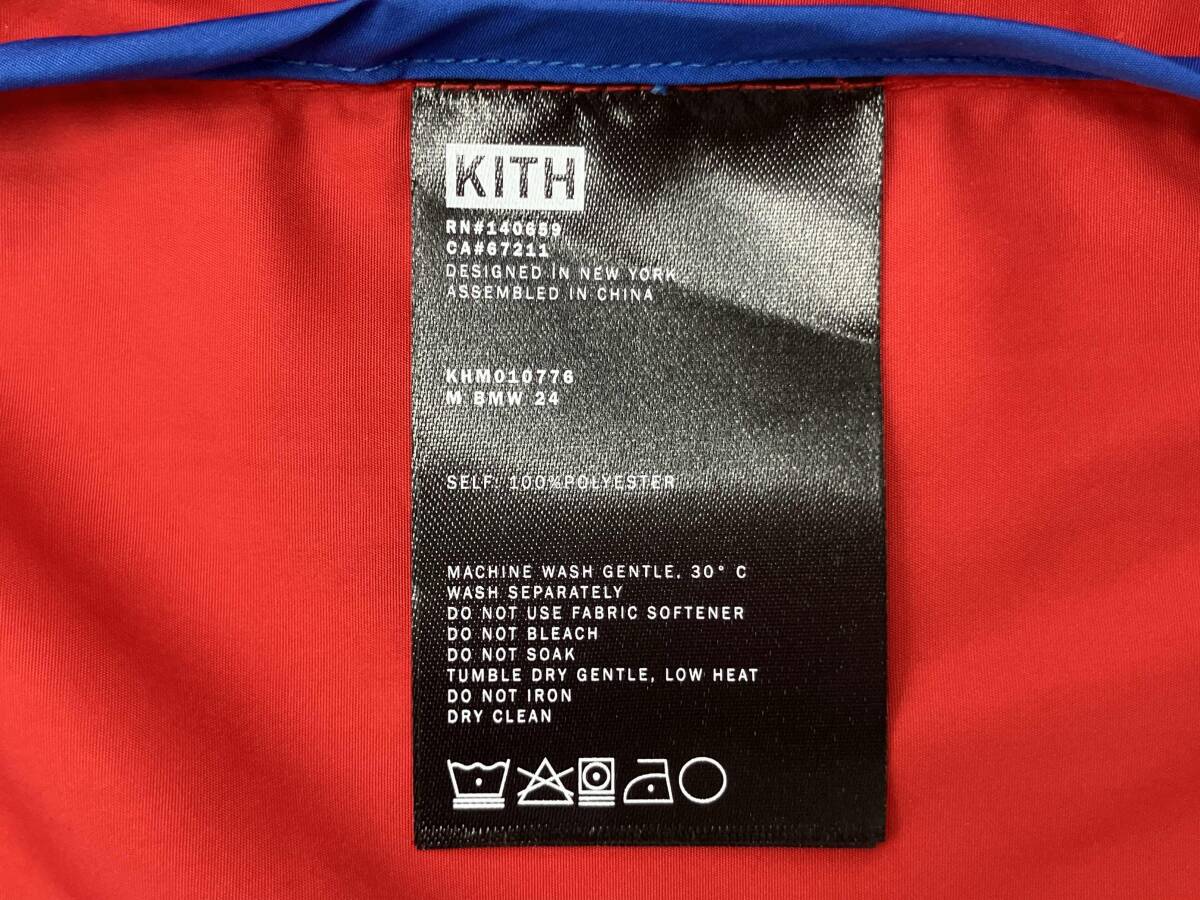 KITH
RN#140659
CA#67211
DESIGNED IN NEW YORK
ASSEMBLED IN CHINA
KHM010776
M BMW 24
SELF: 100%POLYESTER
MACHINE WASH GENTLE, 30° C
WASH SEPARATELY
DO NOT USE FABRIC SOFTENER
DO NOT BLEACH
DO NOT SOAK
TUMBLE DRY GENTLE, LOW HEAT
DO NOT IRON
DRY CLEAN